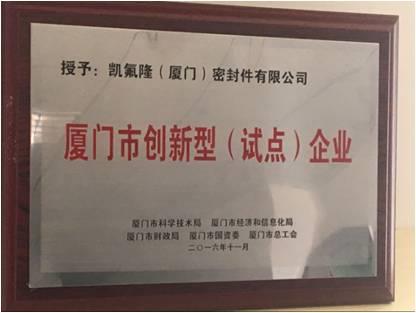 授予：凯氟隆（厦门）密封件有限公司
厦门市创新型（试点）企业
厦门市科学技术局 厦门市经济和信息化局
厦门市财政局 厦门市国资委 厦门市总工会
二〇一六年十一月